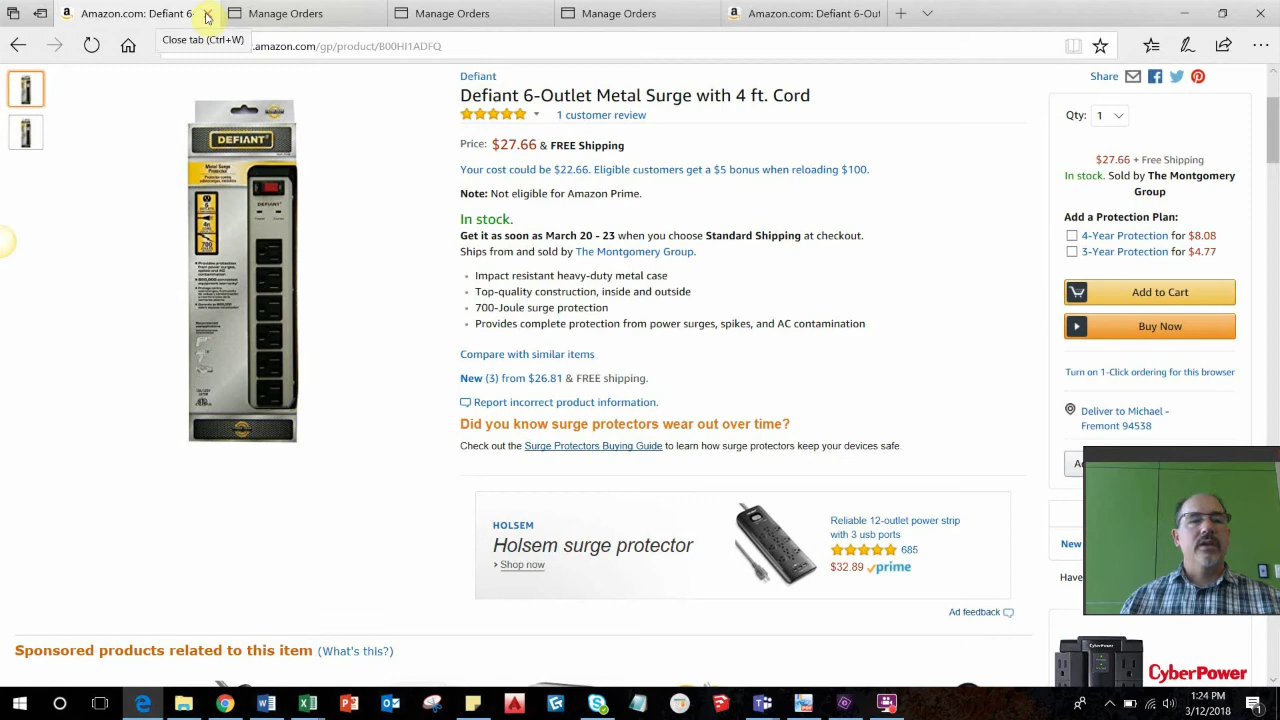 amazon.com: Defiant 6-
Manage Orders
Manage Orders
Manage Orders
Amazon.com: Defiant 6-Out
Close tab (Ctrl+W)
.amazon.com/gp/product/B00HI1ADFQ
Defiant
Share
Defiant 6-Outlet Metal Surge with 4 ft. Cord
1 customer review
Price: $27.66 & FREE Shipping
Your cost could be $22.66. Eligible customers get a $5 bonus when reloading $100.
Note: Not eligible for Amazon Prime.
In stock.
Get it as soon as March 20 - 23 when you choose Standard Shipping at checkout.
Ships from and sold by The Montgomery Group.
Impact resistant heavy-duty metal case
High-quality construction, inside and outside
700-Joule surge protection
Provides complete protection from power surges, spikes, and AC contamination
Compare with similar items
New (3) from $26.81 & FREE shipping.
Report incorrect product information.
Did you know surge protectors wear out over time?
Check out the Surge Protectors Buying Guide to learn how surge protectors keep your devices safe.
HOLSEM
Holsem surge protector
Shop now
Reliable 12-outlet power strip
with 3 usb ports
685
$32.89 prime
Ad feedback
Sponsored products related to this item (What's this?)
Qty: 1
$27.66 + Free Shipping
In stock. Sold by The Montgomery
Group
Add a Protection Plan:
4-Year Protection for $8.08
3-Year Protection for $4.77
Add to Cart
Buy Now
Turn on 1-Click ordering for this browser
Deliver to Michael -
Fremont 94538
New
Have
CyberPower
DEFIANT
Metal Surge
Protector
DEFIANT
1:24 PM
3/12/2018